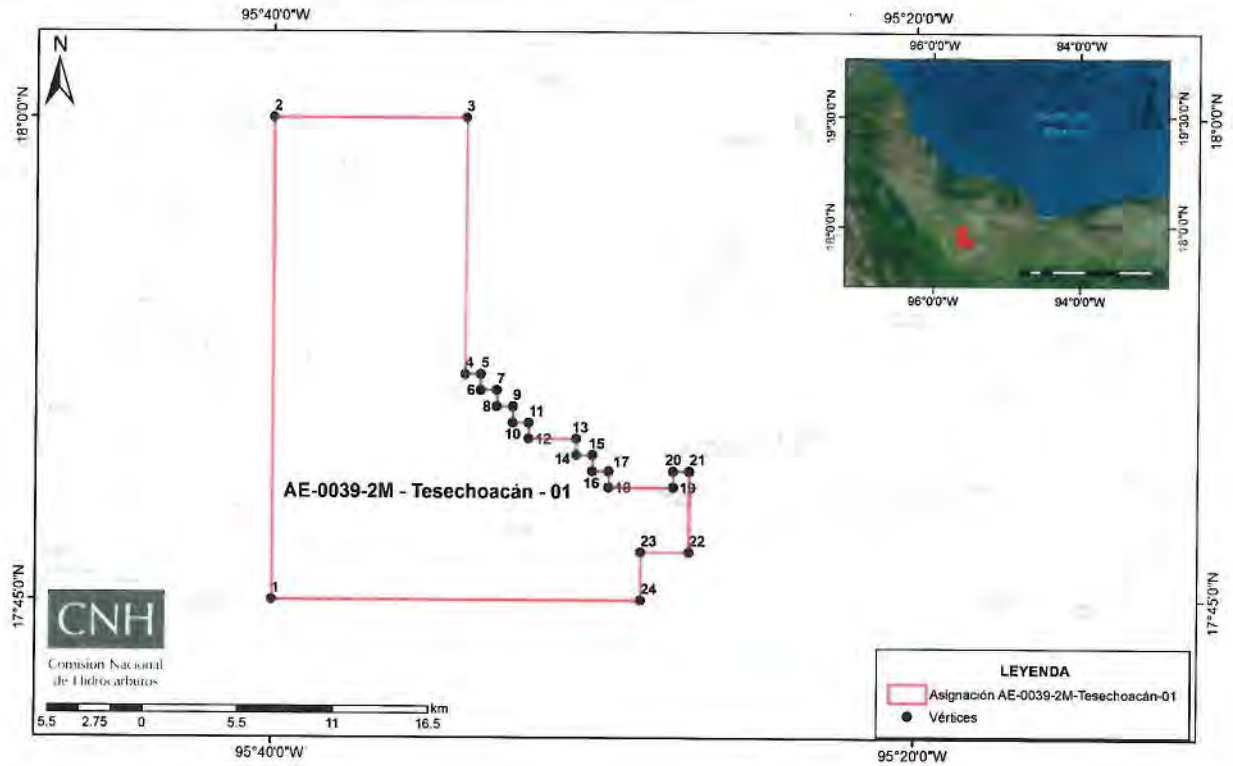 95°40'0"W
95°20'0"W
N
96°0'0"W
94°0'0"W
18°0'0"N
2
3
19°30'0"N
19°30'0"N
18°0'0"N
18°0'0"N
18°0'0"N
96°0'0"W
94°0'0"W
4
5
6
7
8
9
10
11
12
13
14
15
16
17
18
19
20
21
AE-0039-2M - Tesechoacán - 01
23
22
1
24
17°45'0"N
17°45'0"N
CNH
Comisión Nacional
de Hidrocarburos
km
5.5
2.75
0
5.5
11
16.5
LEYENDA
Asignación AE-0039-2M-Tesechoacán-01
Vértices
95°40'0"W
95°20'0"W